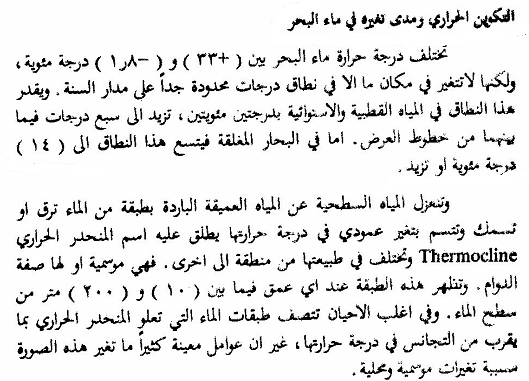 التكوين الحراري ومدى تغيره في ماء البحر
تختلف درجة حرارة ماء البحر بين ( +٣٣ ) و ( -٨ر١ ) درجة مئوية ،
ولكنها لاتتغير في مكان ما الا في نطاق درجات محدودة جداً على مدار السنة . ويقدر
هذا النطاق في المياه القطبية والاستوائية بدرجتين مئويتين ، تزيد الى سبع درجات فيما
بينهما من خطوط العرض . اما في البحار المغلقة فيتسع هذا النطاق الى ( ١٤ )
درجة مئوية او تزيد .
وتنعزل المياه السطحية عن المياه العميقة الباردة بطبقة من الماء ترق او
تسمك وتتسم بتغير عمودي في درجة حرارتها يطلق عليه اسم المنحدر الحراري
Thermocline وتختلف في طبيعتها من منطقة الى اخرى . فهي موسمية او لها صفة
الدوام . وتظهر هذه الطبقة عند اي عمق فيما بين ( ١٠ ) و ( ٢٠٠ ) متر من
سطح الماء . وفي اغلب الاحيان تتصف طبقات الماء التي تعلو المنحدر الحراري بما
يقرب من التجانس في درجة حرارتها ، غير ان عوامل معينة كثيراً ما تغير هذه الصورة
مسببة تغيرات موسمية ومحلية .